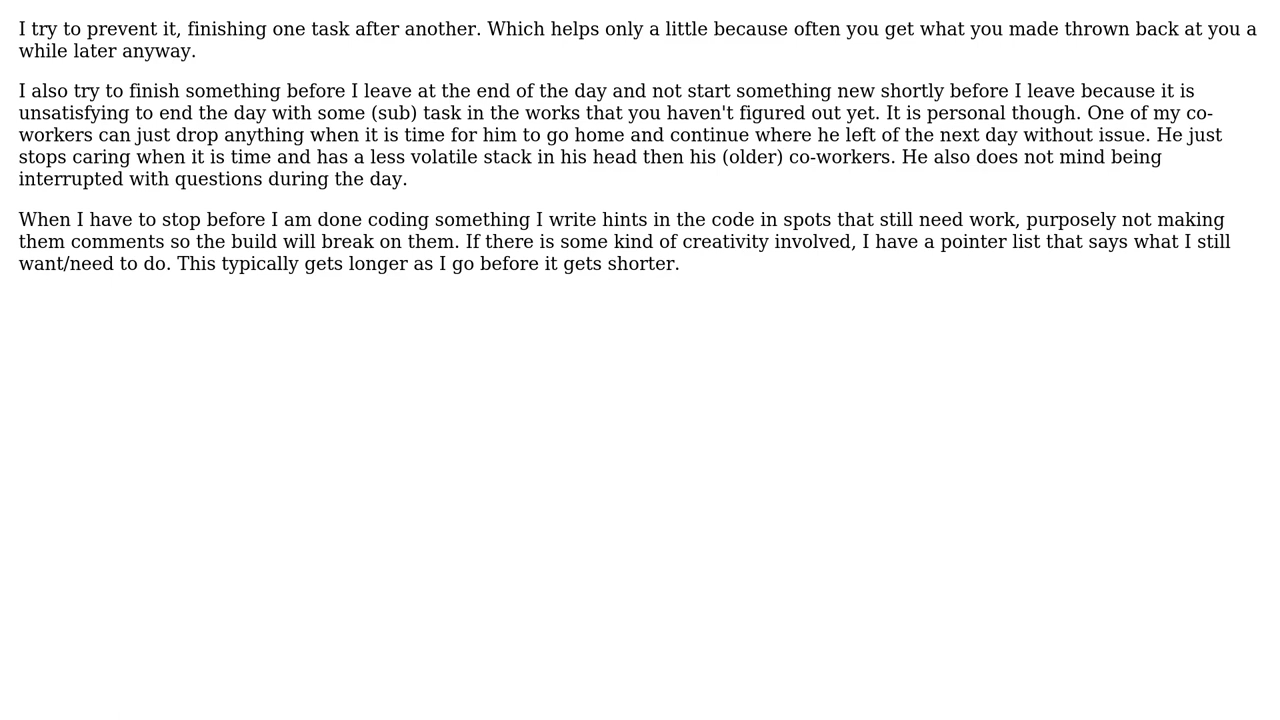 I try to prevent it, finishing one task after another. Which helps only a little because often you get what you made thrown back at you a
while later anyway.
I also try to finish something before I leave at the end of the day and not start something new shortly before I leave because it is
unsatisfying to end the day with some (sub) task in the works that you haven't figured out yet. It is personal though. One of my co-
workers can just drop anything when it is time for him to go home and continue where he left of the next day without issue. He just
stops caring when it is time and has a less volatile stack in his head then his (older) co-workers. He also does not mind being
interrupted with questions during the day.
When I have to stop before I am done coding something I write hints in the code in spots that still need work, purposely not making
them comments so the build will break on them. If there is some kind of creativity involved, I have a pointer list that says what I still
want/need to do. This typically gets longer as I go before it gets shorter.